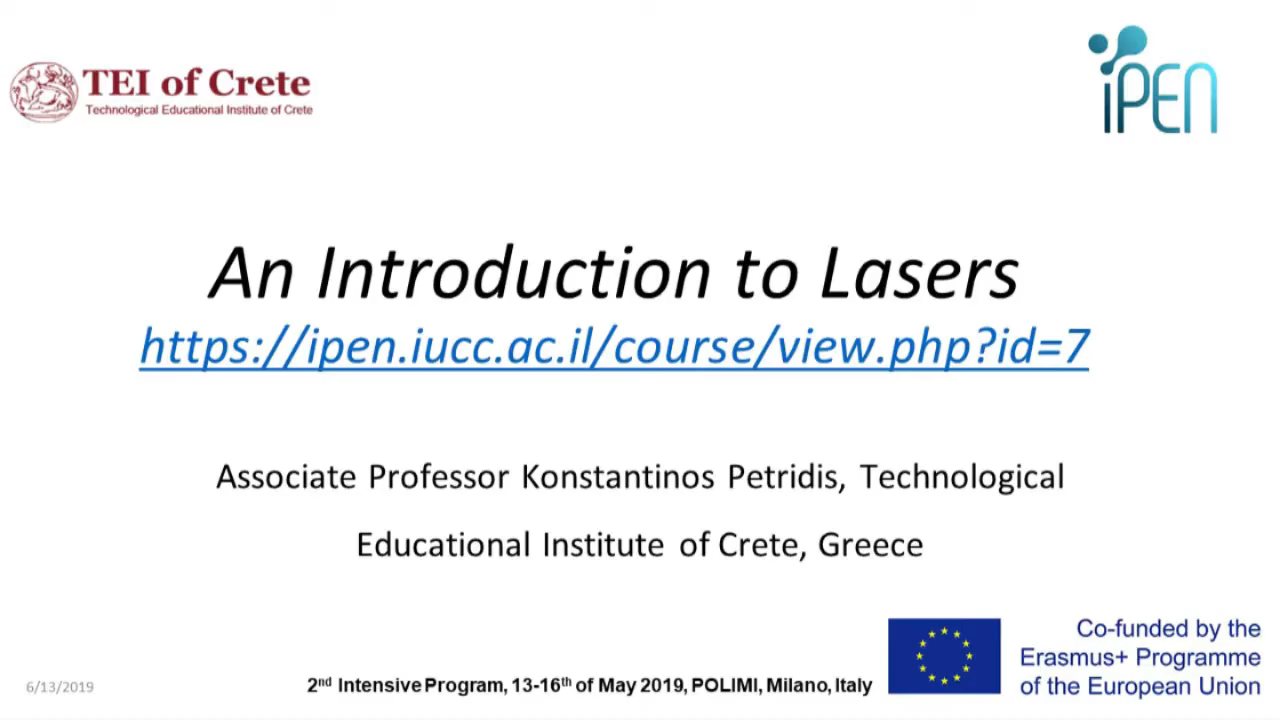 TEI of Crete
Technological Educational Institute of Crete
iPEN
An Introduction to Lasers
https://ipen.iucc.ac.il/course/view.php?id=7
Associate Professor Konstantinos Petridis, Technological
Educational Institute of Crete, Greece
Co-funded by the
Erasmus+ Programme
of the European Union
6/13/2019
2nd Intensive Program, 13-16th of May 2019, POLIMI, Milano, Italy